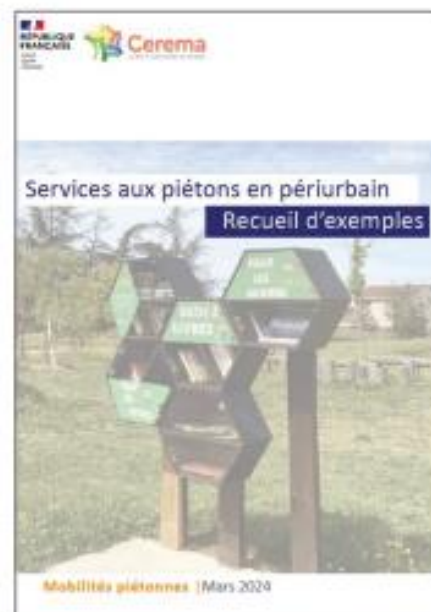 RÉPUBLIQUE
FRANÇAISE
Cerema
Services aux piétons en périurbain
Recueil d'exemples
Mobilités piétonnes | Mars 2024